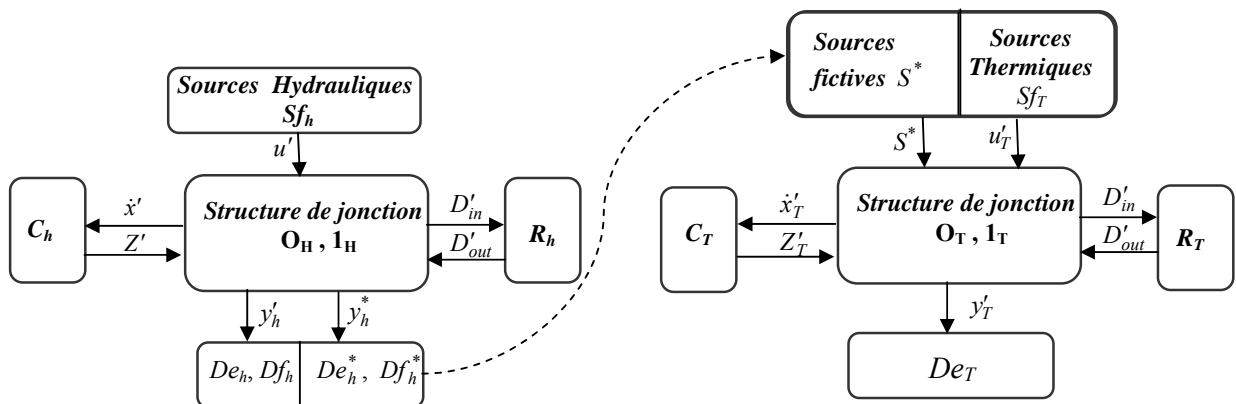 Sources Hydrauliques
Sf_h
u'
C_h
ẋ'
Z'
Structure de jonction
O_H , 1_H
D'_in
D'_out
R_h
y'_h
y*_h
De_h, Df_h
De*_h, Df*_h
Sources
fictives S*
Sources
Thermiques
Sf_T
S*
u'_T
C_T
ẋ'_T
Z'_T
Structure de jonction
O_T , 1_T
D'_in
D'_out
R_T
y'_T
De_T